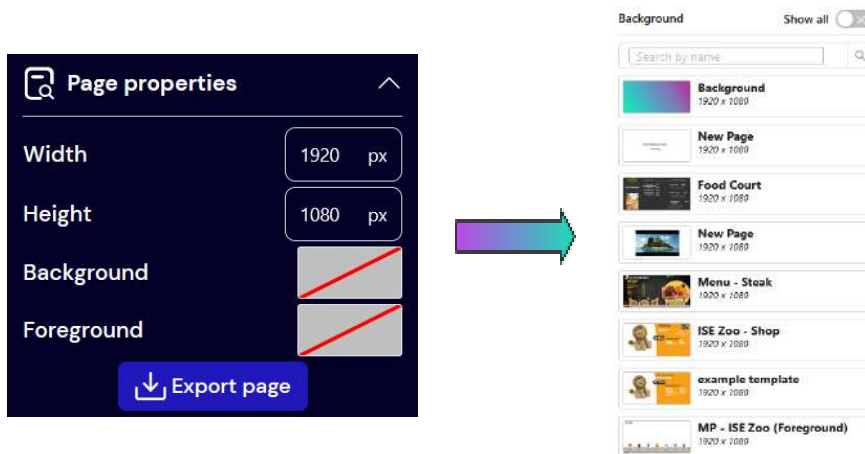 Page properties
Width 1920 px
Height 1080 px
Background
Foreground
Export page
Background Show all
Search by name
Background
1920 x 1080
New Page
1920 x 1080
Food Court
1920 x 1080
New Page
1920 x 1080
Menu - Steak
1920 x 1080
ISE Zoo - Shop
1920 x 1080
example template
1920 x 1080
MP - ISE Zoo (Foreground)
1920 x 1080